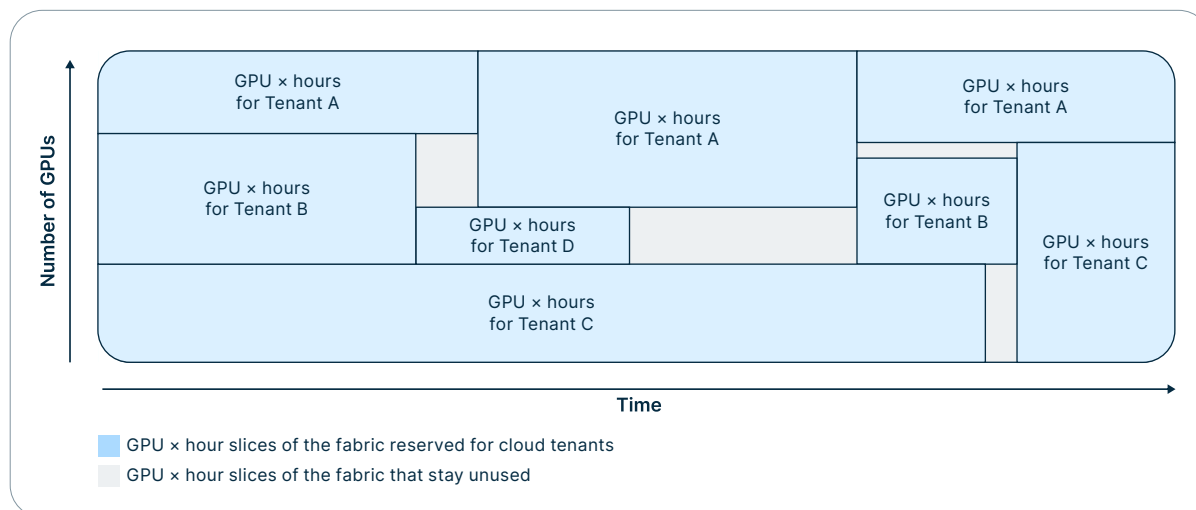 GPU × hours
for Tenant A
GPU × hours
for Tenant A
GPU × hours
for Tenant A
GPU × hours
for Tenant B
GPU × hours
for Tenant D
GPU × hours
for Tenant B
GPU × hours
for Tenant C
GPU × hours
for Tenant C
Number of GPUs
Time
GPU × hour slices of the fabric reserved for cloud tenants
GPU × hour slices of the fabric that stay unused